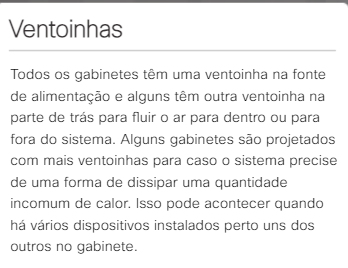 Ventoinhas
Todos os gabinetes têm uma ventoinha na fonte
de alimentação e alguns têm outra ventoinha na
parte de trás para fluir o ar para dentro ou para
fora do sistema. Alguns gabinetes são projetados
com mais ventoinhas para caso o sistema precise
de uma forma de dissipar uma quantidade
incomum de calor. Isso pode acontecer quando
há vários dispositivos instalados perto uns dos
outros no gabinete.